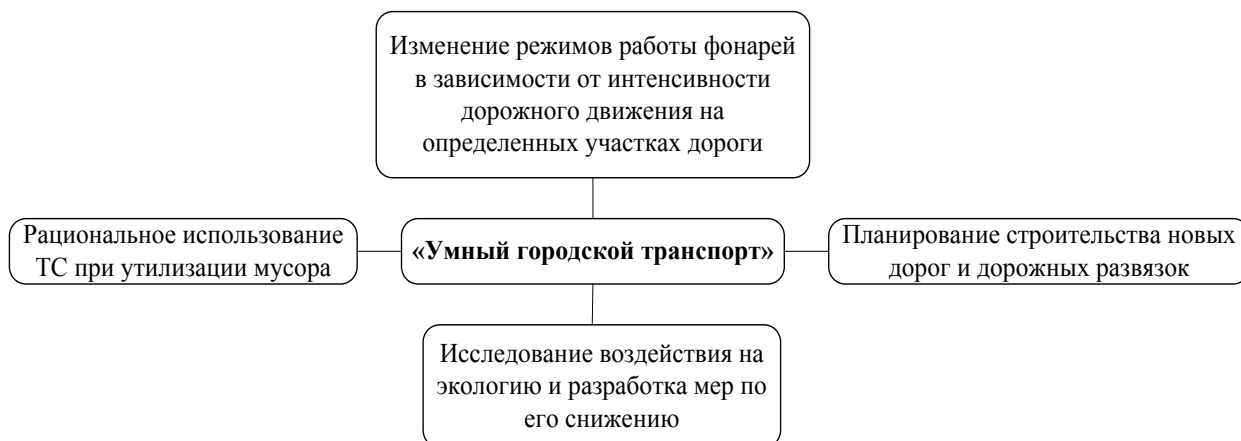 Изменение режимов работы фонарей
в зависимости от интенсивности
дорожного движения на
определенных участках дороги
Рациональное использование
ТС при утилизации мусора
«Умный городской транспорт»
Планирование строительства новых
дорог и дорожных развязок
Исследование воздействия на
экологию и разработка мер по
его снижению